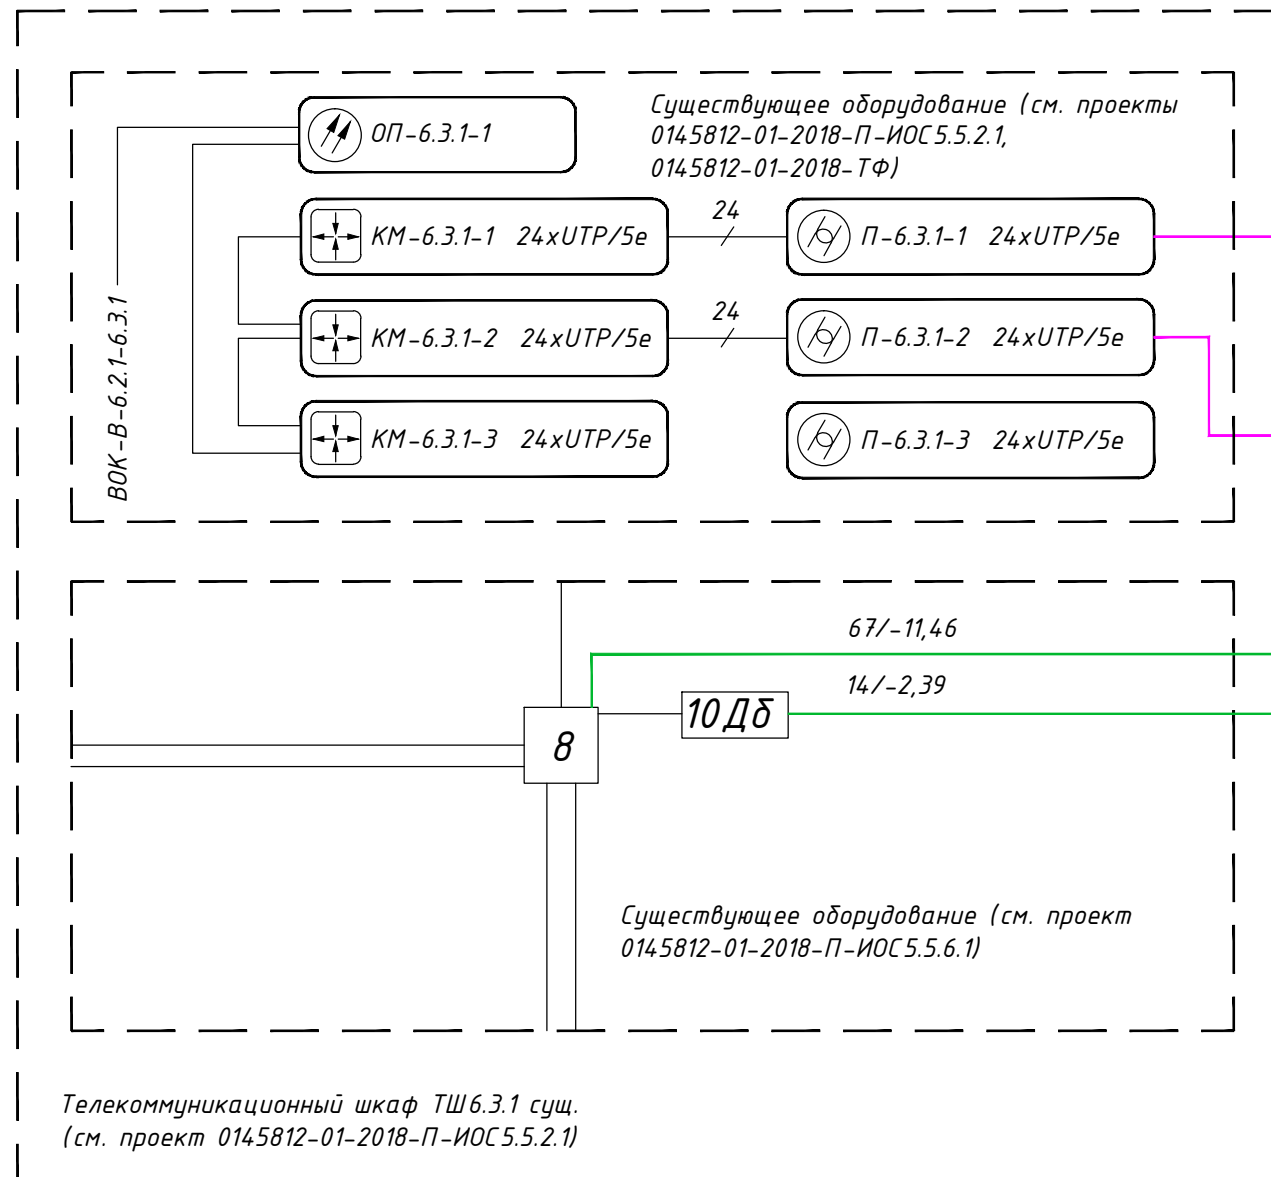 Существующее оборудование (см. проекты
0145812-01-2018-П-ИОС5.5.2.1,
0145812-01-2018-ТФ)
ОП-6.3.1-1
КМ-6.3.1-1 24xUTP/5e
24
П-6.3.1-1 24xUTP/5e
КМ-6.3.1-2 24xUTP/5e
24
П-6.3.1-2 24xUTP/5e
КМ-6.3.1-3 24xUTP/5e
П-6.3.1-3 24xUTP/5e
ВОК-В-6.2.1-6.3.1
67/-11,46
14/-2,39
10Дб
8
Существующее оборудование (см. проект
0145812-01-2018-П-ИОС5.5.6.1)
Телекоммуникационный шкаф ТШ6.3.1 сущ.
(см. проект 0145812-01-2018-П-ИОС5.5.2.1)